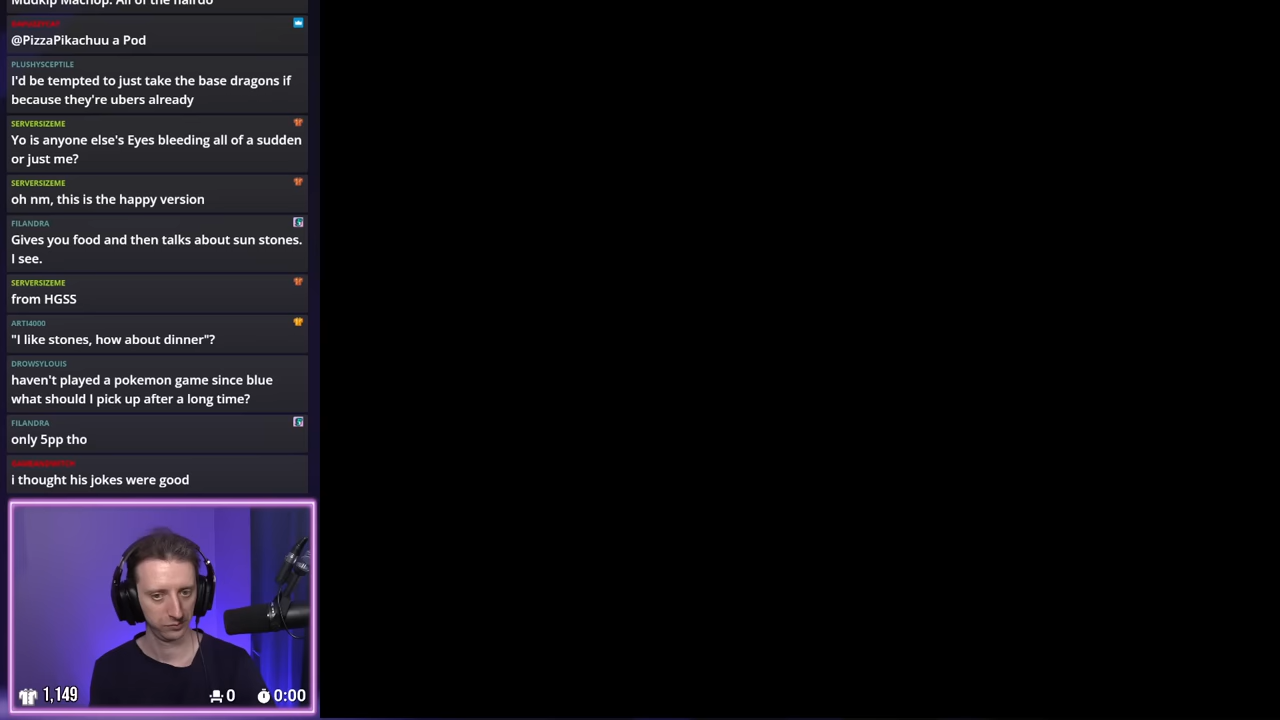 Mudkip Machop. All of the hairdo
@PizzaPikachuu a Pod
PLUSHYSCEPTILE
I'd be tempted to just take the base dragons if
because they're ubers already
SERVERSIZEME
Yo is anyone else's Eyes bleeding all of a sudden
or just me?
SERVERSIZEME
oh nm, this is the happy version
FILANDRA
Gives you food and then talks about sun stones.
I see.
SERVERSIZEME
from HGSS
ARTI4000
"I like stones, how about dinner"?
DROWSYLOUIS
haven't played a pokemon game since blue
what should I pick up after a long time?
FILANDRA
only 5pp tho
i thought his jokes were good
1,149
0
0:00